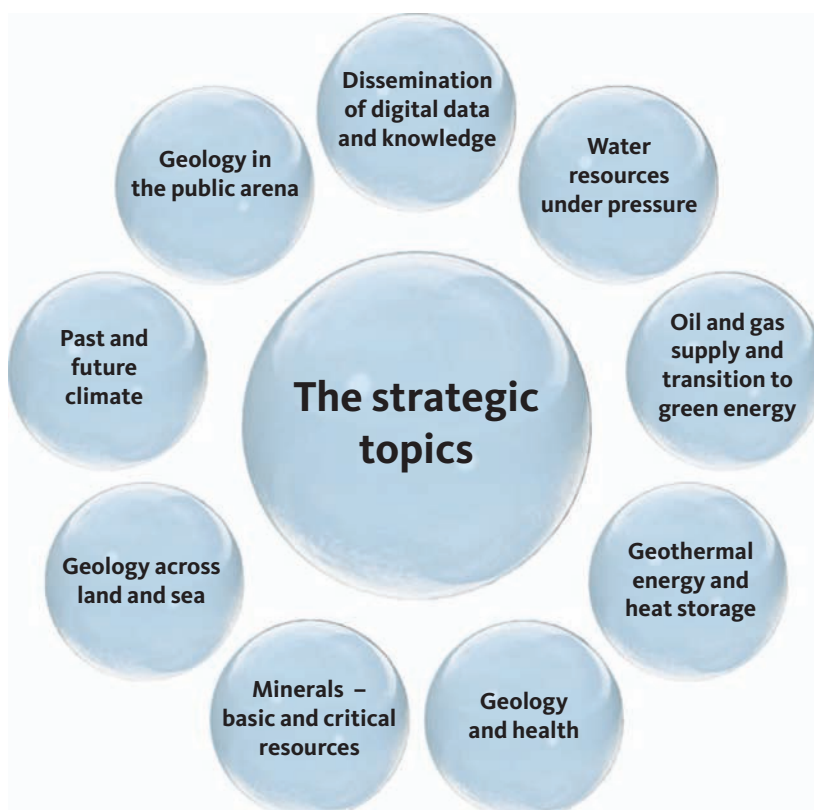 Dissemination
of digital data
and knowledge
Water
resources
under pressure
Oil and gas
supply and
transition to
green energy
Geothermal
energy and
heat storage
Geology
and health
Minerals –
basic and critical
resources
Geology across
land and sea
Past and
future
climate
Geology in
the public arena
The strategic
topics